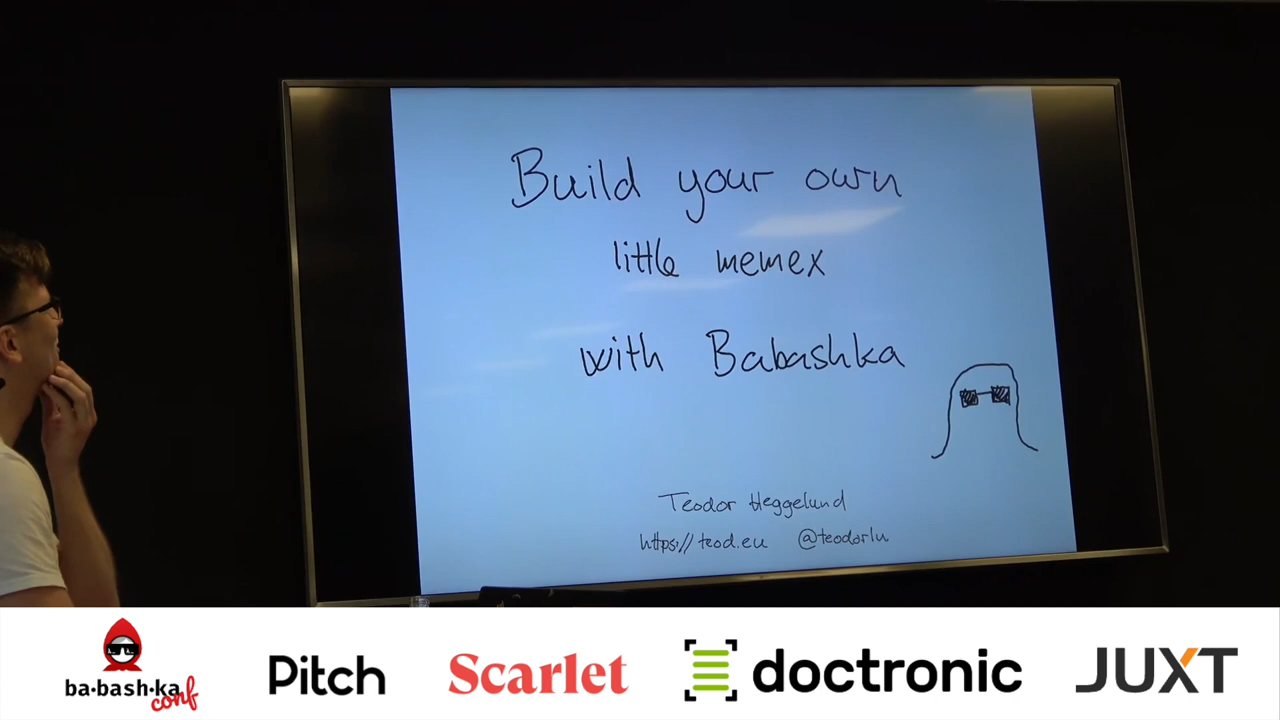 Build your own
little memex
with Babashka
Teodor Heggelund
https://teod.eu @teodorlu
ba·bash·ka
conf
Pitch
Scarlet
doctronic
JUXT